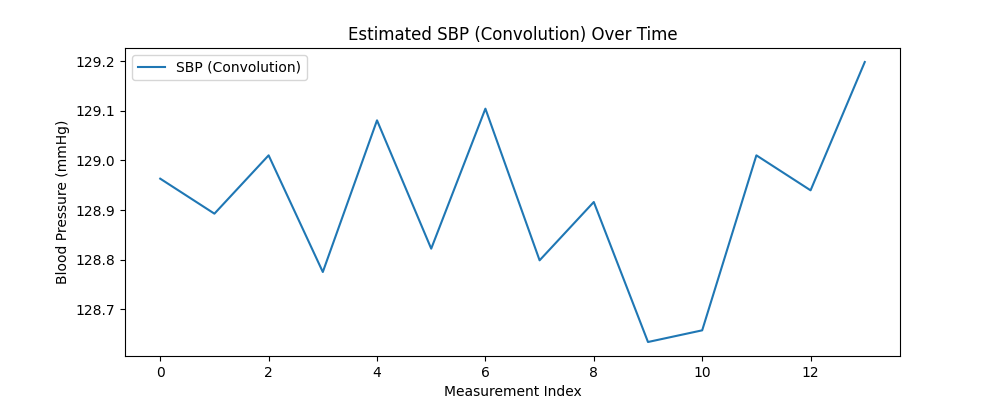 Estimated SBP (Convolution) Over Time
SBP (Convolution)
Blood Pressure (mmHg)
129.2
129.1
129.0
128.9
128.8
128.7
0 2 4 6 8 10 12
Measurement Index